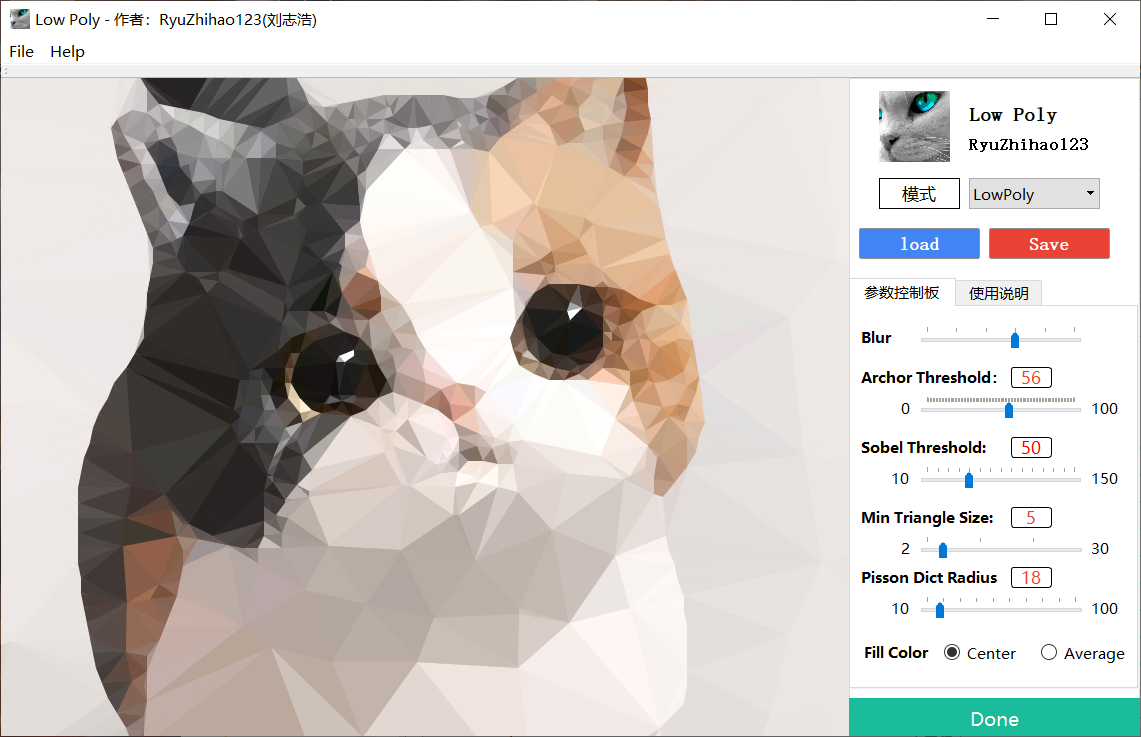 Low Poly - 作者：RyuZhihao123(刘志浩)
File Help
Low Poly
RyuZhihao123
模式 LowPoly
load Save
参数控制板 使用说明
Blur
Archor Threshold: 56
0 100
Sobel Threshold: 50
10 150
Min Triangle Size: 5
2 30
Pisson Dict Radius 18
10 100
Fill Color Center Average
Done